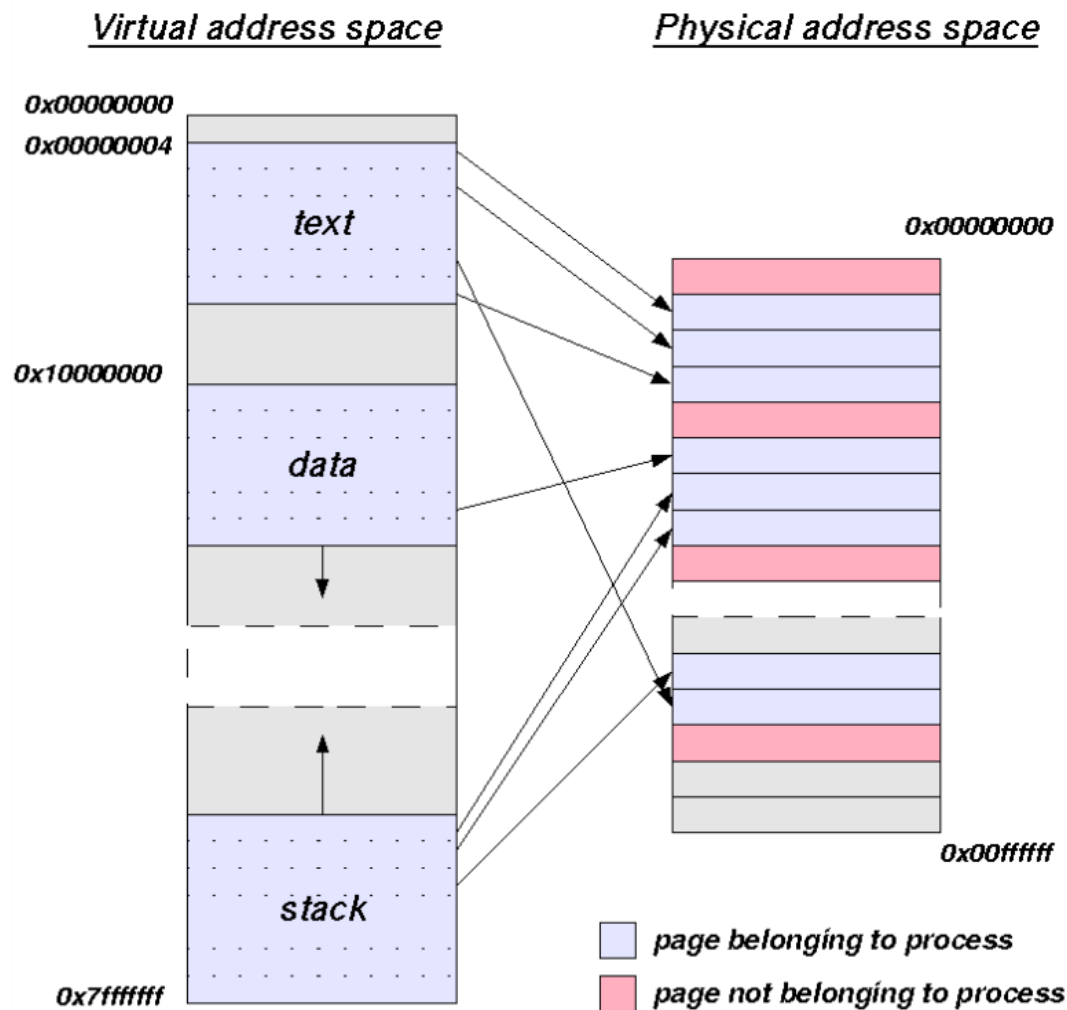 Virtual address space
Physical address space
0x00000000
0x00000004
text
0x00000000
0x10000000
data
stack
0x00ffffff
page belonging to process
0x7fffffff
page not belonging to process